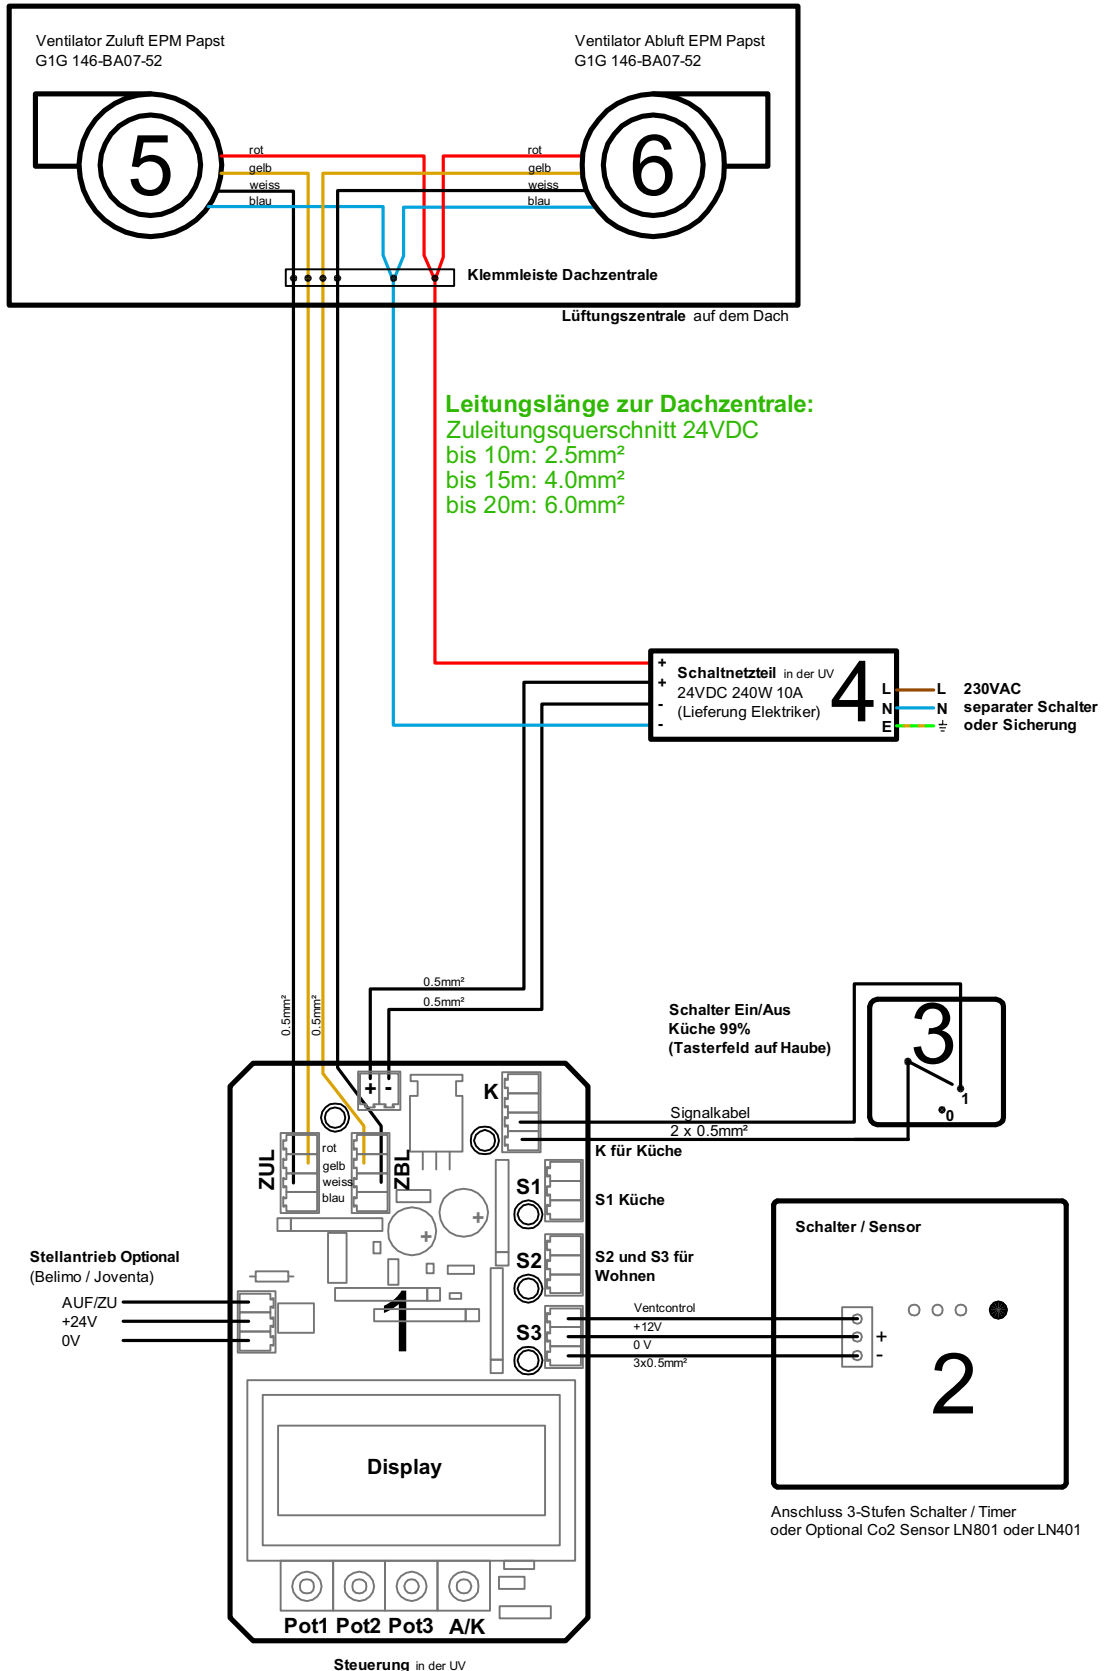 Ventilator Zuluft EPM Papst
G1G 146-BA07-52
Ventilator Abluft EPM Papst
G1G 146-BA07-52
5
6
rot
gelb
weiss
blau
rot
gelb
weiss
blau
Klemmleiste Dachzentrale
Lüftungszentrale auf dem Dach
Leitungslänge zur Dachzentrale:
Zuleitungsquerschnitt 24VDC
bis 10m: 2.5mm²
bis 15m: 4.0mm²
bis 20m: 6.0mm²
+
+
-
-
Schaltnetzteil in der UV
24VDC 240W 10A
(Lieferung Elektriker)
4
L
N
E
L
N
230VAC
separater Schalter
oder Sicherung
0.5mm²
0.5mm²
0.5mm²
0.5mm²
Schalter Ein/Aus
Küche 99%
(Tasterfeld auf Haube)
3
1
0
Signalkabel
2 x 0.5mm²
K für Küche
+ -
K
ZUL
rot
gelb
weiss
blau
ZBL
S1
S1 Küche
S2
S2 und S3 für
Wohnen
S3
Ventcontrol
+12V
0 V
3x0.5mm²
Schalter / Sensor
+
-
2
Anschluss 3-Stufen Schalter / Timer
oder Optional Co2 Sensor LN801 oder LN401
Stellantrieb Optional
(Belimo / Joventa)
AUF/ZU
+24V
0V
+
+
1
Display
Pot1 Pot2 Pot3 A/K
Steuerung in der UV